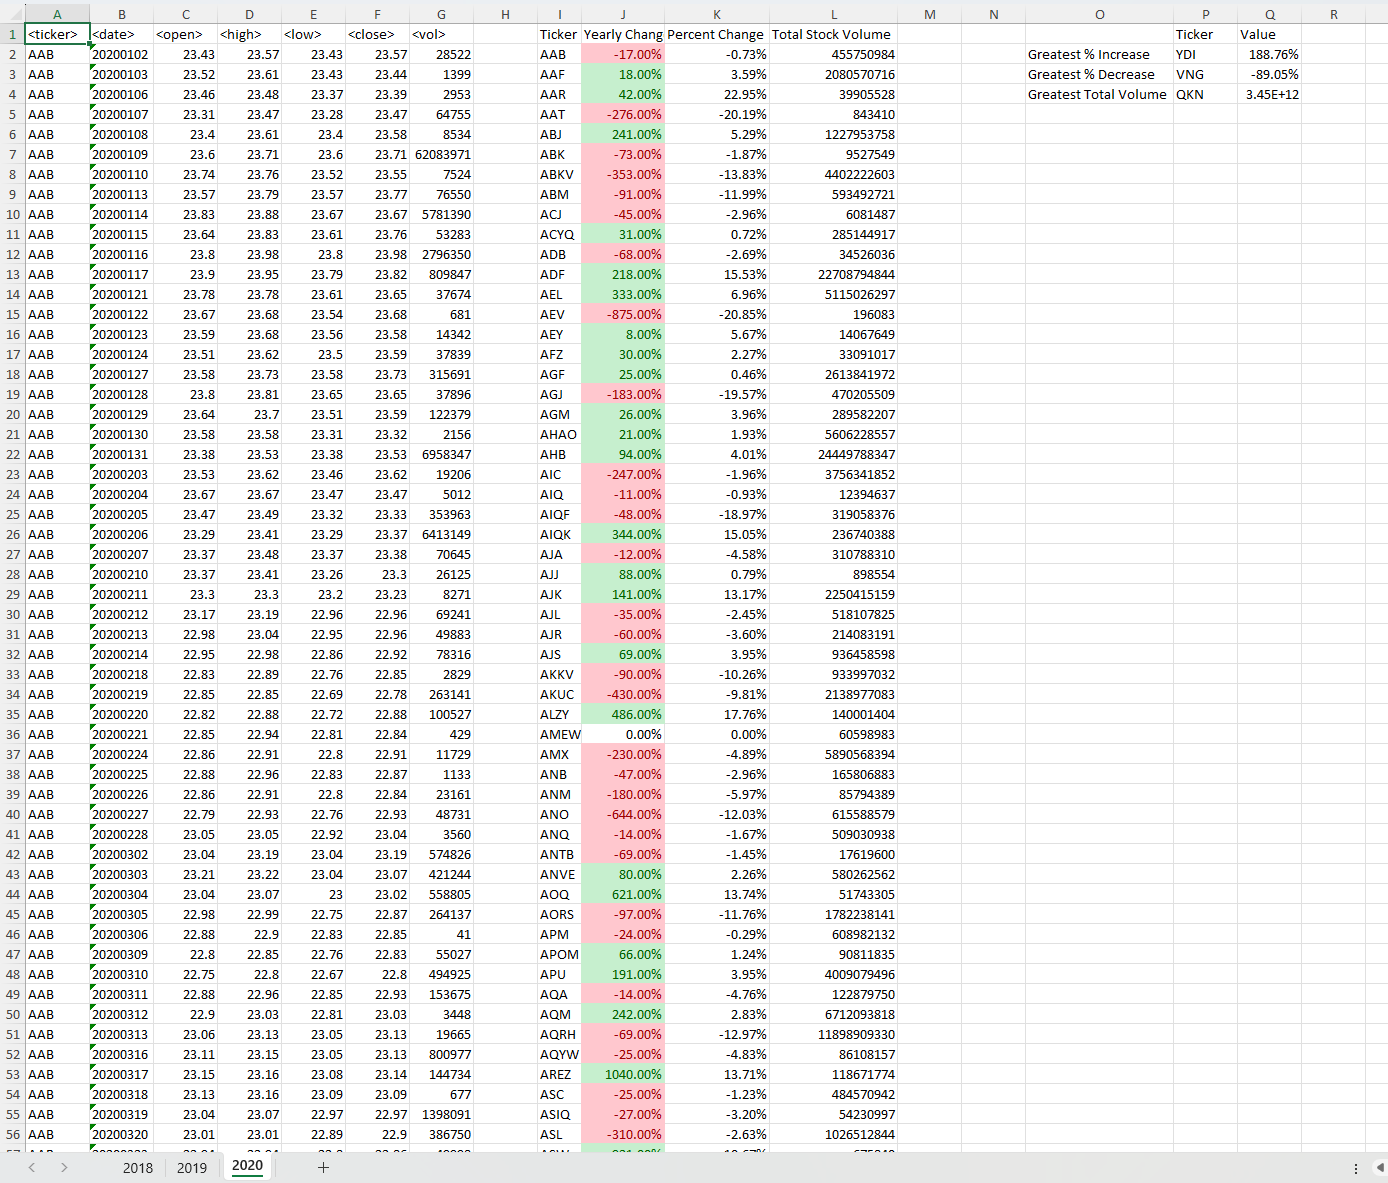 A B C D E F G H I J K L M N O P Q R
1 <ticker> <date> <open> <high> <low> <close> <vol> Ticker Yearly Chang Percent Change Total Stock Volume Ticker Value
2 AAB 20200102 23.43 23.57 23.43 23.57 28522 AAB -17.00% -0.73% 455750984 Greatest % Increase YDI 188.76%
3 AAB 20200103 23.52 23.61 23.43 23.44 1399 AAF 18.00% 3.59% 2080570716 Greatest % Decrease VNG -89.05%
4 AAB 20200106 23.46 23.48 23.37 23.39 2953 AAR 42.00% 22.95% 39905528 Greatest Total Volume QKN 3.45E+12
5 AAB 20200107 23.31 23.47 23.28 23.47 64755 AAT -276.00% -20.19% 843410
6 AAB 20200108 23.4 23.61 23.4 23.58 8534 ABJ 241.00% 5.29% 1227953758
7 AAB 20200109 23.6 23.71 23.6 23.71 62083971 ABK -73.00% -1.87% 9527549
8 AAB 20200110 23.74 23.76 23.52 23.55 7524 ABKV -353.00% -13.83% 4402222603
9 AAB 20200113 23.57 23.79 23.57 23.77 76550 ABM -91.00% -11.99% 593492721
10 AAB 20200114 23.83 23.88 23.67 23.67 5781390 ACJ -45.00% -2.96% 6081487
11 AAB 20200115 23.64 23.83 23.61 23.76 53283 ACYQ 31.00% 0.72% 285144917
12 AAB 20200116 23.8 23.98 23.8 23.98 2796350 ADB -68.00% -2.69% 34526036
13 AAB 20200117 23.9 23.95 23.79 23.82 809847 ADF 218.00% 15.53% 22708794844
14 AAB 20200121 23.78 23.78 23.61 23.65 37674 AEL 333.00% 6.96% 5115026297
15 AAB 20200122 23.67 23.68 23.54 23.68 681 AEV -875.00% -20.85% 196083
16 AAB 20200123 23.59 23.68 23.56 23.58 14342 AEY 8.00% 5.67% 14067649
17 AAB 20200124 23.51 23.62 23.5 23.59 37839 AFZ 30.00% 2.27% 33091017
18 AAB 20200127 23.58 23.73 23.58 23.73 315691 AGF 25.00% 0.46% 2613841972
19 AAB 20200128 23.8 23.81 23.65 23.65 37896 AGJ -183.00% -19.57% 470205509
20 AAB 20200129 23.64 23.7 23.51 23.59 122379 AGM 26.00% 3.96% 289582207
21 AAB 20200130 23.58 23.58 23.31 23.32 2156 AHAO 21.00% 1.93% 5606228557
22 AAB 20200131 23.38 23.53 23.38 23.53 6958347 AHB 94.00% 4.01% 24449788347
23 AAB 20200203 23.53 23.62 23.46 23.62 19206 AIC -247.00% -1.96% 3756341852
24 AAB 20200204 23.67 23.67 23.47 23.47 5012 AIQ -11.00% -0.93% 12394637
25 AAB 20200205 23.47 23.49 23.32 23.33 353963 AIQF -48.00% -18.97% 319058376
26 AAB 20200206 23.29 23.41 23.29 23.37 6413149 AIQK 344.00% 15.05% 236740388
27 AAB 20200207 23.37 23.48 23.37 23.38 70645 AJA -12.00% -4.58% 310788310
28 AAB 20200210 23.37 23.41 23.26 23.3 26125 AJJ 88.00% 0.79% 898554
29 AAB 20200211 23.3 23.3 23.2 23.23 8271 AJK 141.00% 13.17% 2250415159
30 AAB 20200212 23.17 23.19 22.96 22.96 69241 AJL -35.00% -2.45% 518107825
31 AAB 20200213 22.98 23.04 22.95 22.96 49883 AJR -60.00% -3.60% 214083191
32 AAB 20200214 22.95 22.98 22.86 22.92 78316 AJS 69.00% 3.95% 936458598
33 AAB 20200218 22.83 22.89 22.76 22.85 2829 AKKV -90.00% -10.26% 933997032
34 AAB 20200219 22.85 22.85 22.69 22.78 263141 AKUC -430.00% -9.81% 2138977083
35 AAB 20200220 22.82 22.88 22.72 22.88 100527 ALZY 486.00% 17.76% 140001404
36 AAB 20200221 22.85 22.94 22.81 22.84 429 AMEW 0.00% 0.00% 60598983
37 AAB 20200224 22.86 22.91 22.8 22.91 11729 AMX -230.00% -4.89% 5890568394
38 AAB 20200225 22.88 22.96 22.83 22.87 1133 ANB -47.00% -2.96% 165806883
39 AAB 20200226 22.86 22.91 22.8 22.84 23161 ANM -180.00% -5.97% 85794389
40 AAB 20200227 22.79 22.93 22.76 22.93 48731 ANO -644.00% -12.03% 615588579
41 AAB 20200228 23.05 23.05 22.92 23.04 3560 ANQ -14.00% -1.67% 509030938
42 AAB 20200302 23.04 23.19 23.04 23.19 574826 ANTB -69.00% -1.45% 17619600
43 AAB 20200303 23.21 23.22 23.04 23.07 421244 ANVE 80.00% 2.26% 580262562
44 AAB 20200304 23.04 23.07 23 23.02 558805 AOQ 621.00% 13.74% 51743305
45 AAB 20200305 22.98 22.99 22.75 22.87 264137 AORS -97.00% -11.76% 1782238141
46 AAB 20200306 22.88 22.9 22.83 22.85 41 APM -24.00% -0.29% 608982132
47 AAB 20200309 22.8 22.85 22.76 22.83 55027 APOM 66.00% 1.24% 90811835
48 AAB 20200310 22.75 22.8 22.67 22.8 494925 APU 191.00% 3.95% 4009079496
49 AAB 20200311 22.88 22.96 22.85 22.93 153675 AQA -14.00% -4.76% 122879750
50 AAB 20200312 22.9 23.03 22.81 23.03 3448 AQM 242.00% 2.83% 6712093818
51 AAB 20200313 23.06 23.13 23.05 23.13 19665 AQRH -69.00% -12.97% 11898909330
52 AAB 20200316 23.11 23.15 23.05 23.13 800977 AQYW -25.00% -4.83% 86108157
53 AAB 20200317 23.15 23.16 23.08 23.14 144734 AREZ 1040.00% 13.71% 118671774
54 AAB 20200318 23.13 23.16 23.09 23.09 677 ASC -25.00% -1.23% 484570942
55 AAB 20200319 23.04 23.07 22.97 22.97 1398091 ASIQ -27.00% -3.20% 54230997
56 AAB 20200320 23.01 23.01 22.89 22.9 386750 ASL -310.00% -2.63% 1026512844
2018 2019 2020 +